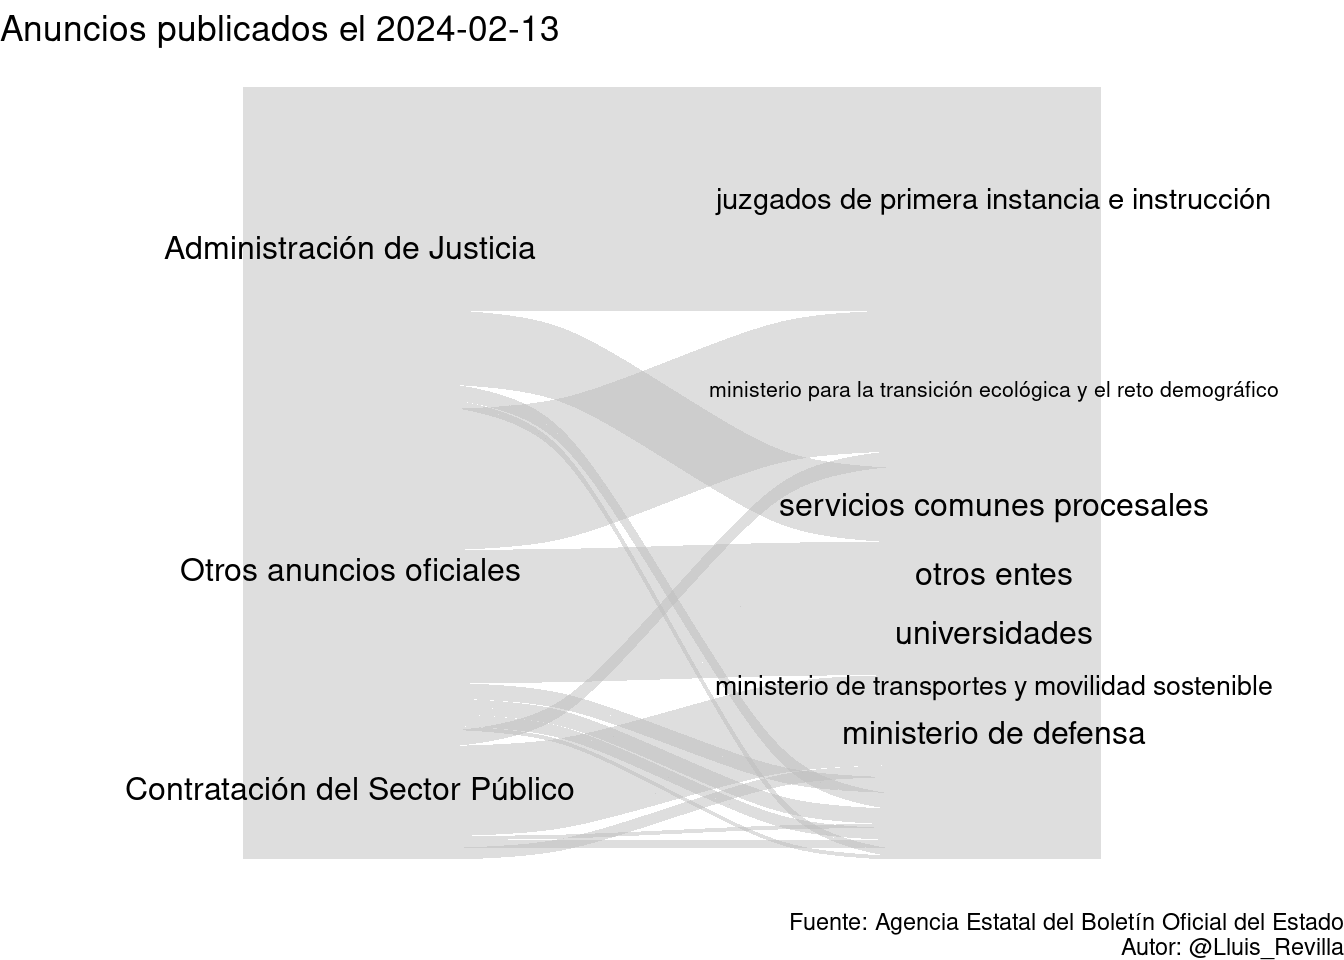 Anuncios publicados el 2024-02-13
juzgados de primera instancia e instrucción
Administración de Justicia
ministerio para la transición ecológica y el reto demográfico
servicios comunes procesales
Otros anuncios oficiales
otros entes
universidades
ministerio de transportes y movilidad sostenible
ministerio de defensa
Contratación del Sector Público
Fuente: Agencia Estatal del Boletín Oficial del Estado
Autor: @Lluis_Revilla